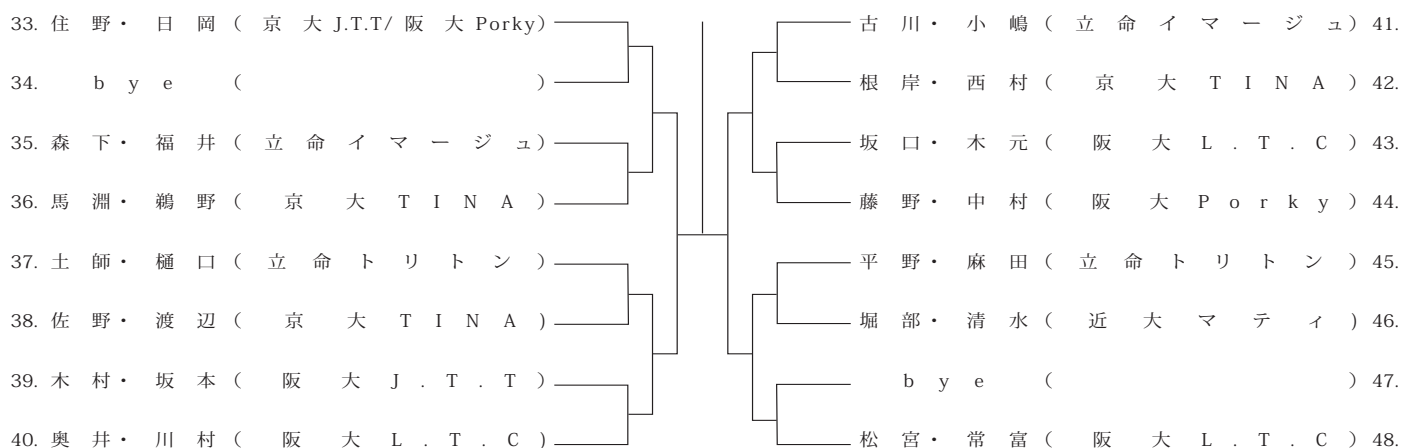 33. 住野・日岡(京大J.T.T/阪大Porky)
34. bye ( )
35. 森下・福井(立命イマージュ)
36. 馬淵・鵜野(京大TINA)
37. 土師・樋口(立命トリトン)
38. 佐野・渡辺(京大TINA)
39. 木村・坂本(阪大J.T.T)
40. 奥井・川村(阪大L.T.C)
古川・小嶋(立命イマージュ) 41.
根岸・西村(京大TINA) 42.
坂口・木元(阪大L.T.C) 43.
藤野・中村(阪大Porky) 44.
平野・麻田(立命トリトン) 45.
堀部・清水(近大マティ) 46.
bye ( ) 47.
松宮・常富(阪大L.T.C) 48.